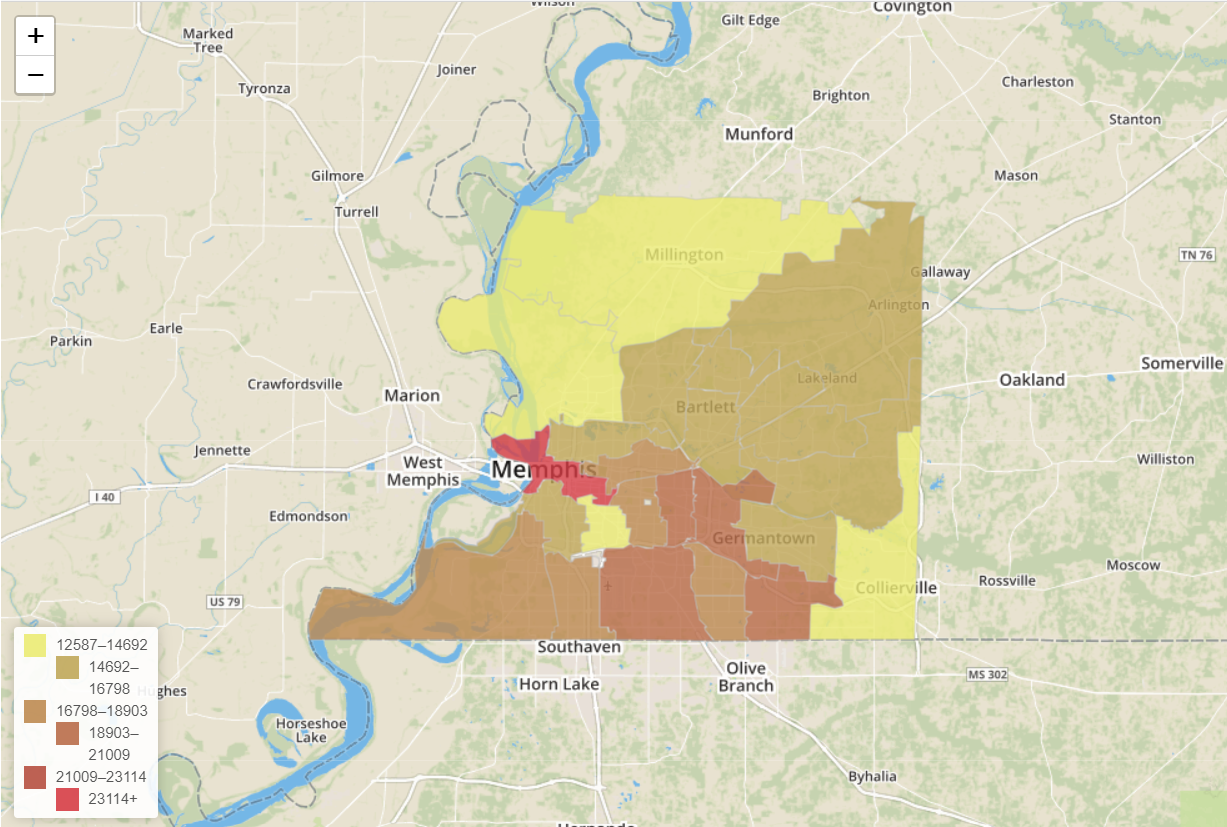 +
−
Wilson
Gilt Edge
Covington
Marked
Tree
Joiner
Tyronza
Charleston
Brighton
Stanton
Munford
Gilmore
Mason
Turrell
Millington
TN 76
Gallaway
Arlington
Earle
Parkin
Somerville
Crawfordsville
Lakeland
Oakland
Marion
Bartlett
Jennette
West
Memphis
Memphis
Williston
I 40
Edmondson
Germantown
Moscow
Rossville
Collierville
US 79
Southaven
Horn Lake
Olive
Branch
MS 302
Hughes
Horseshoe
Lake
Byhalia
Hernando
12587–14692
14692–
16798
16798–18903
18903–
21009
21009–23114
23114+